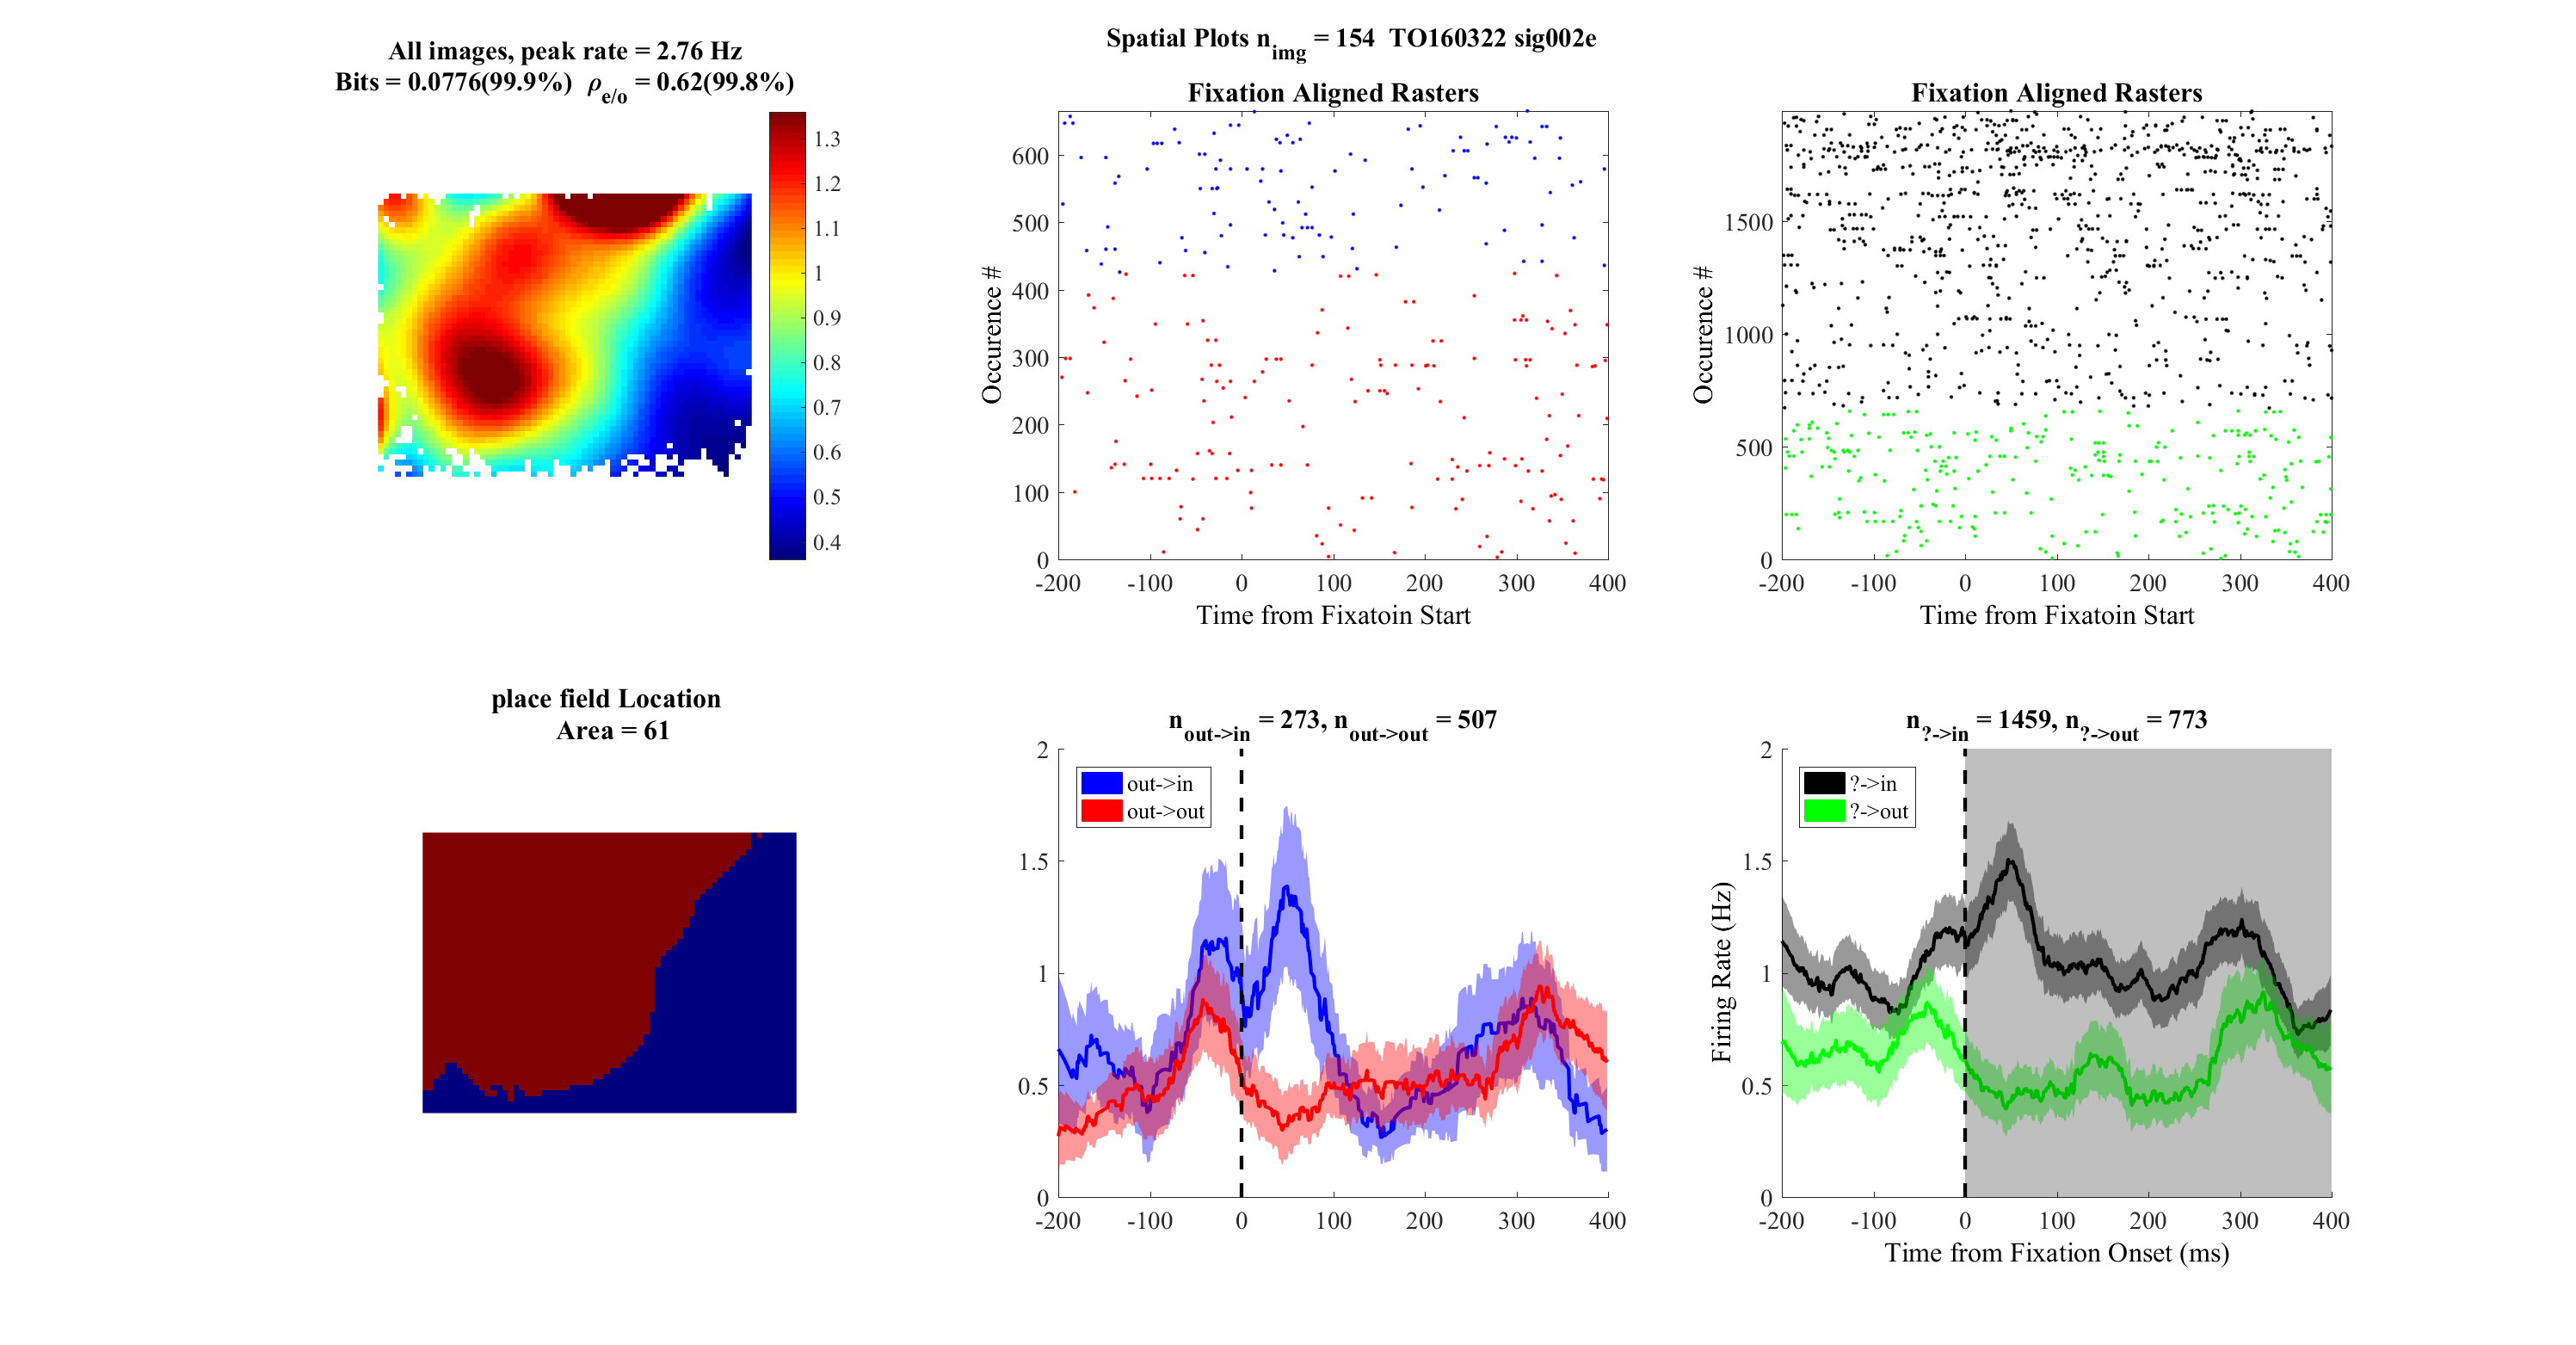 Spatial Plots n_img = 154 TO160322 sig002e
All images, peak rate = 2.76 Hz
Bits = 0.0776(99.9%) ρ_e/o = 0.62(99.8%)
1.3
1.2
1.1
1
0.9
0.8
0.7
0.6
0.5
0.4
Fixation Aligned Rasters
Occurence #
600
500
400
300
200
100
0
-200 -100 0 100 200 300 400
Time from Fixatoin Start
Fixation Aligned Rasters
Occurence #
1500
1000
500
0
-200 -100 0 100 200 300 400
Time from Fixatoin Start
place field Location
Area = 61
n_out->in = 273, n_out->out = 507
2
1.5
1
0.5
0
out->in
out->out
-200 -100 0 100 200 300 400
n_?->in = 1459, n_?->out = 773
Firing Rate (Hz)
2
1.5
1
0.5
0
?->in
?->out
-200 -100 0 100 200 300 400
Time from Fixation Onset (ms)